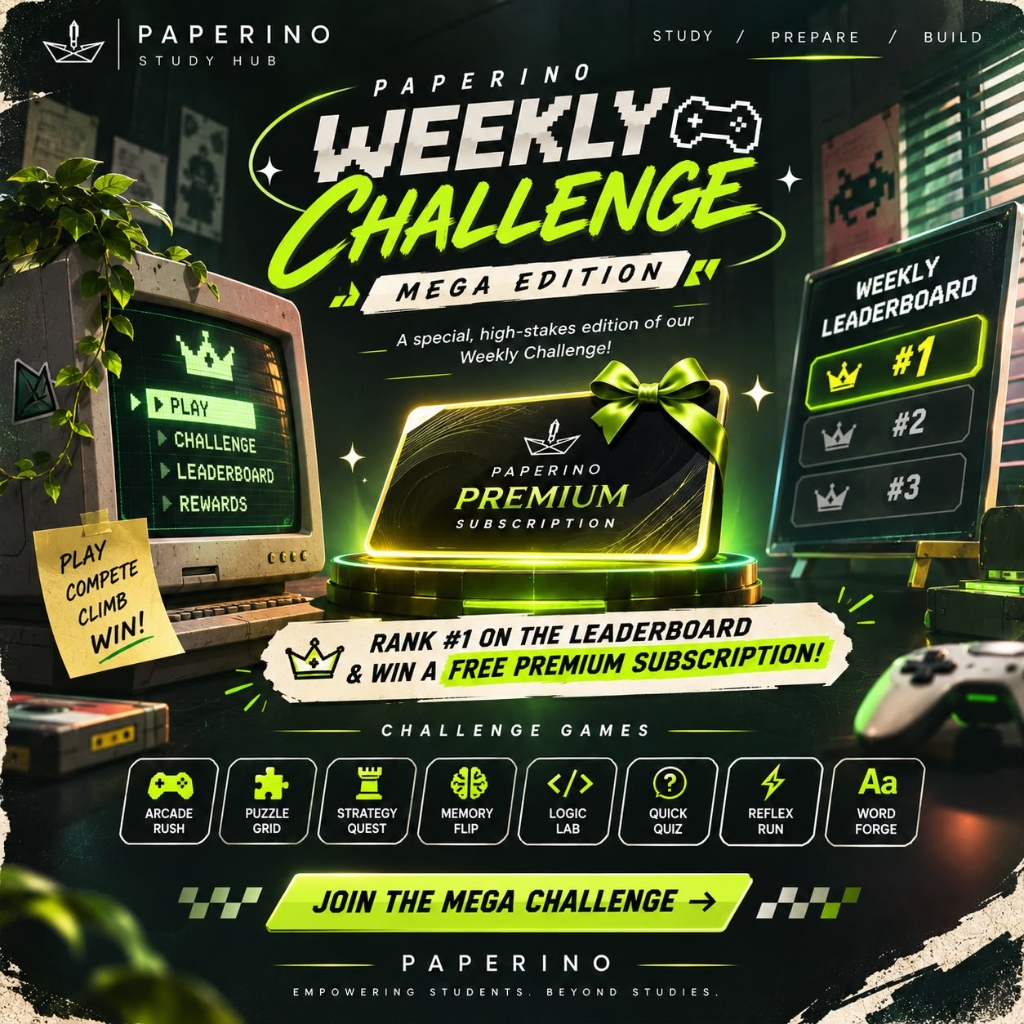 PAPERINO
STUDY HUB
STUDY / PREPARE / BUILD
PAPERINO
WEEKLY
CHALLENGE
MEGA EDITION
A special, high-stakes edition of our
Weekly Challenge!
PLAY
CHALLENGE
LEADERBOARD
REWARDS
PLAY
COMPETE
CLIMB
WIN!
PAPERINO
PREMIUM
SUBSCRIPTION
WEEKLY
LEADERBOARD
#1
#2
#3
RANK #1 ON THE LEADERBOARD
& WIN A FREE PREMIUM SUBSCRIPTION!
CHALLENGE GAMES
ARCADE
RUSH
PUZZLE
GRID
STRATEGY
QUEST
MEMORY
FLIP
</>
LOGIC
LAB
?
QUICK
QUIZ
REFLEX
RUN
Aa
WORD
FORGE
JOIN THE MEGA CHALLENGE →
PAPERINO
EMPOWERING STUDENTS. BEYOND STUDIES.